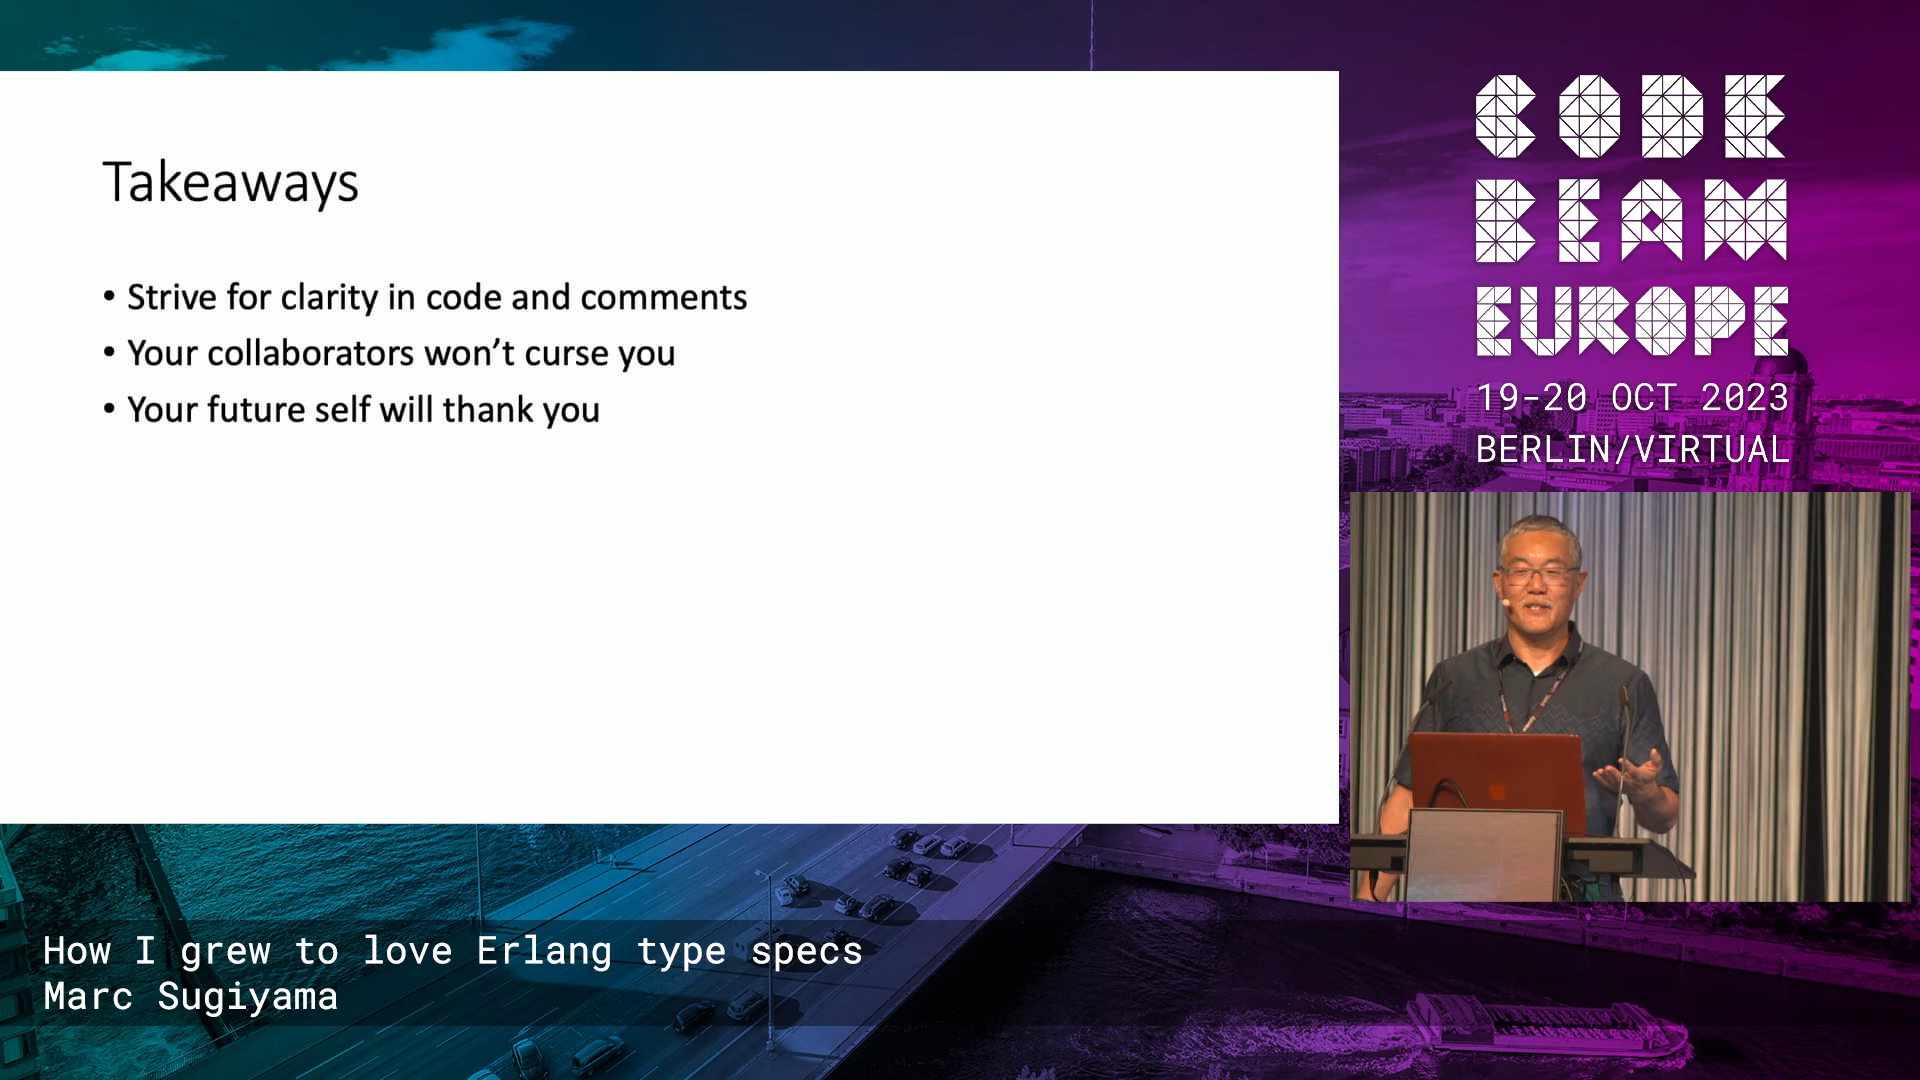 Takeaways
• Strive for clarity in code and comments
• Your collaborators won’t curse you
• Your future self will thank you
CODE
BEAM
EUROPE
19-20 OCT 2023
BERLIN/VIRTUAL
How I grew to love Erlang type specs
Marc Sugiyama